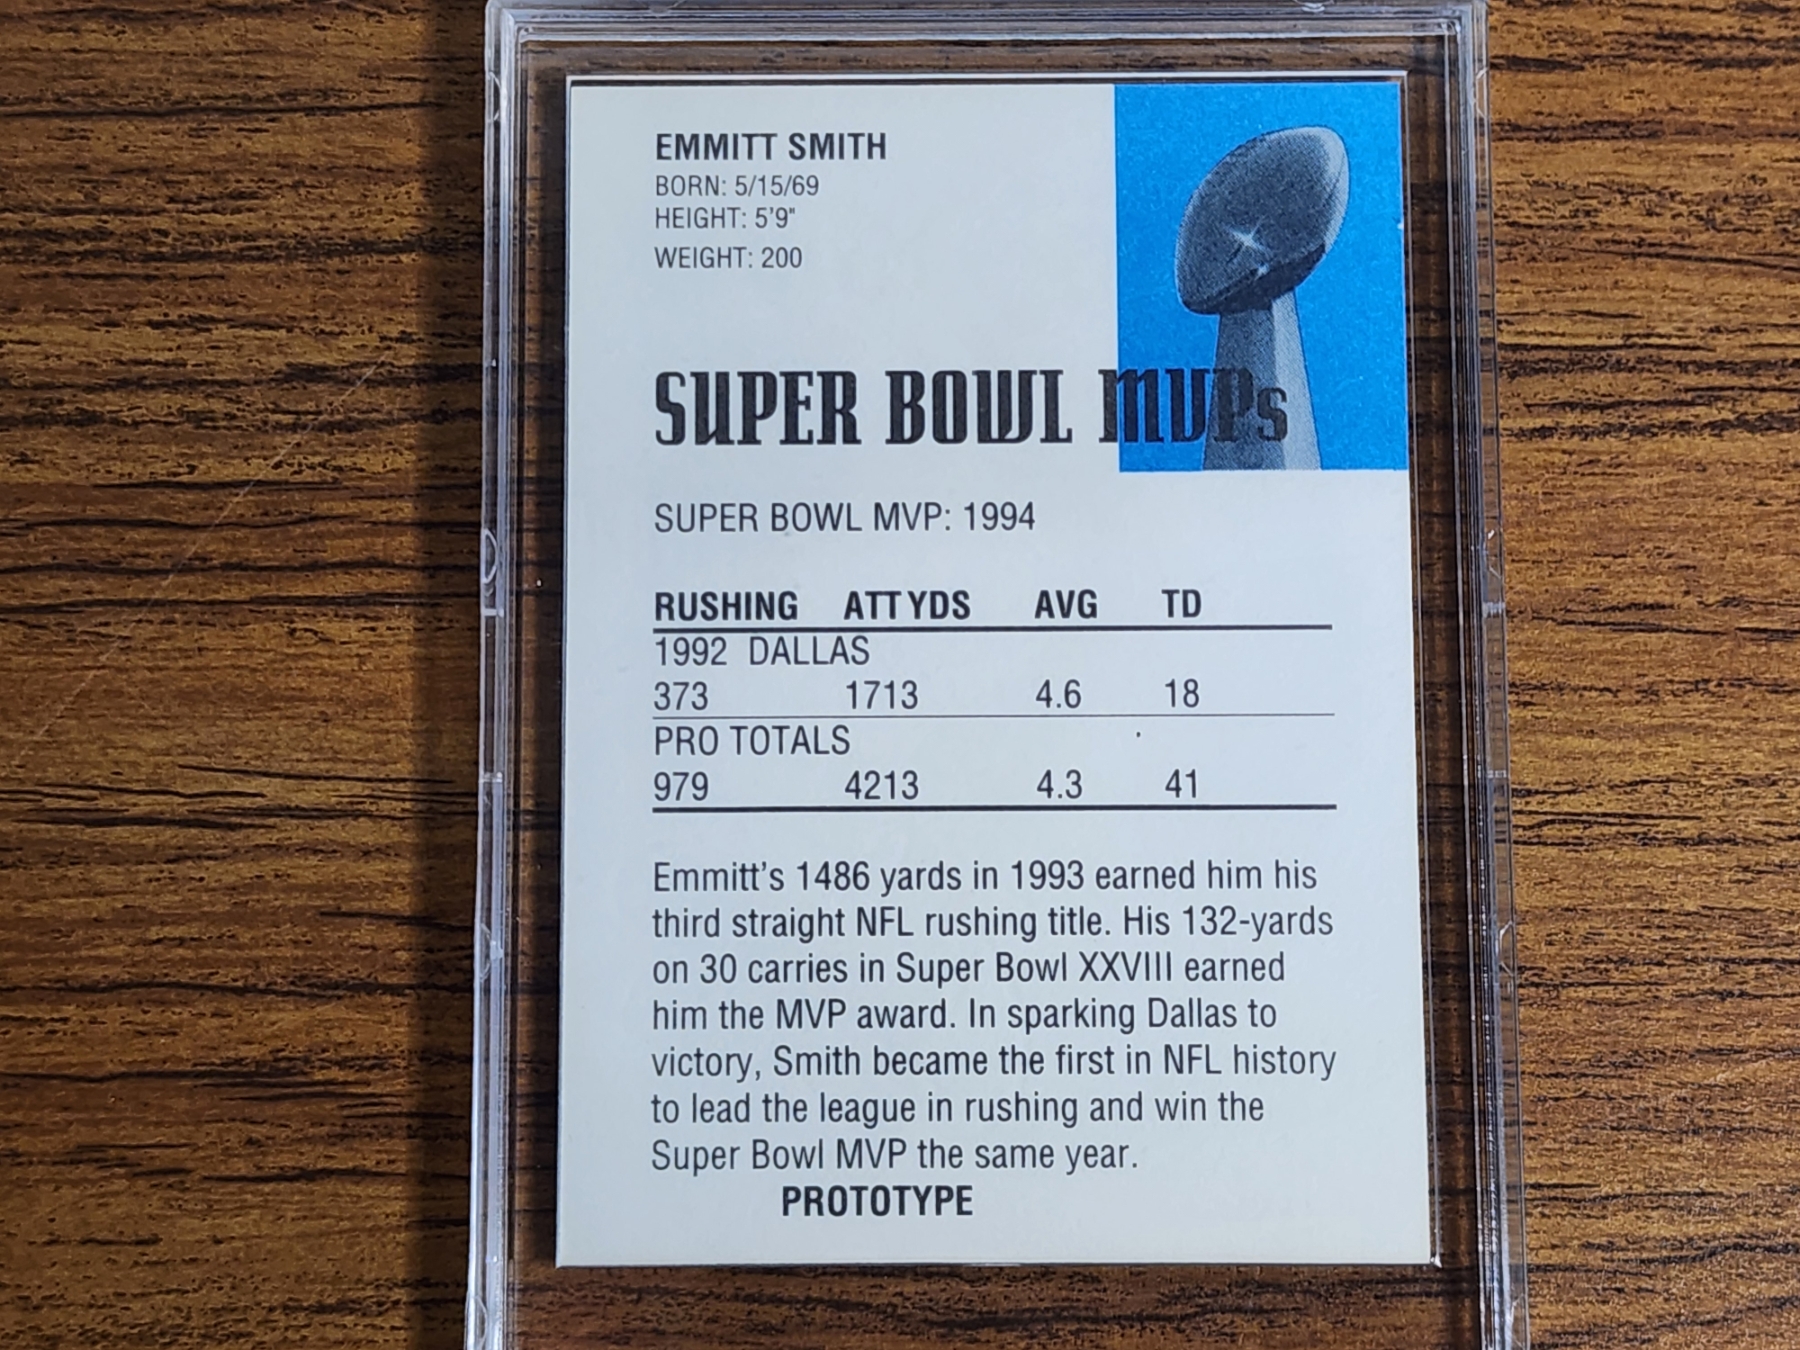 EMMITT SMITH
BORN: 5/15/69
HEIGHT: 5'9"
WEIGHT: 200
SUPER BOWL MVPs
SUPER BOWL MVP: 1994
RUSHING ATT YDS AVG TD
1992 DALLAS
373 1713 4.6 18
PRO TOTALS
979 4213 4.3 41
Emmitt's 1486 yards in 1993 earned him his
third straight NFL rushing title. His 132-yards
on 30 carries in Super Bowl XXVIII earned
him the MVP award. In sparking Dallas to
victory, Smith became the first in NFL history
to lead the league in rushing and win the
Super Bowl MVP the same year.
PROTOTYPE